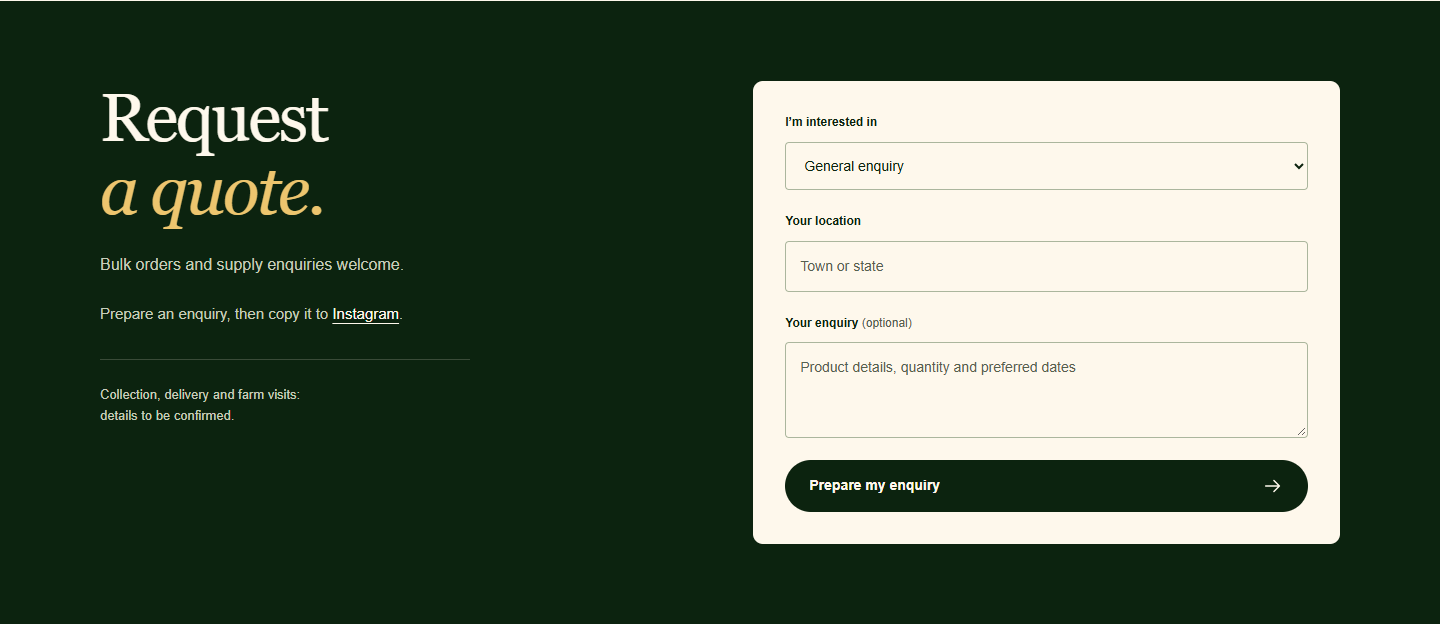 Request
a quote.
Bulk orders and supply enquiries welcome.
Prepare an enquiry, then copy it to Instagram.
Collection, delivery and farm visits:
details to be confirmed.
I’m interested in
General enquiry
Your location
Town or state
Your enquiry (optional)
Product details, quantity and preferred dates
Prepare my enquiry